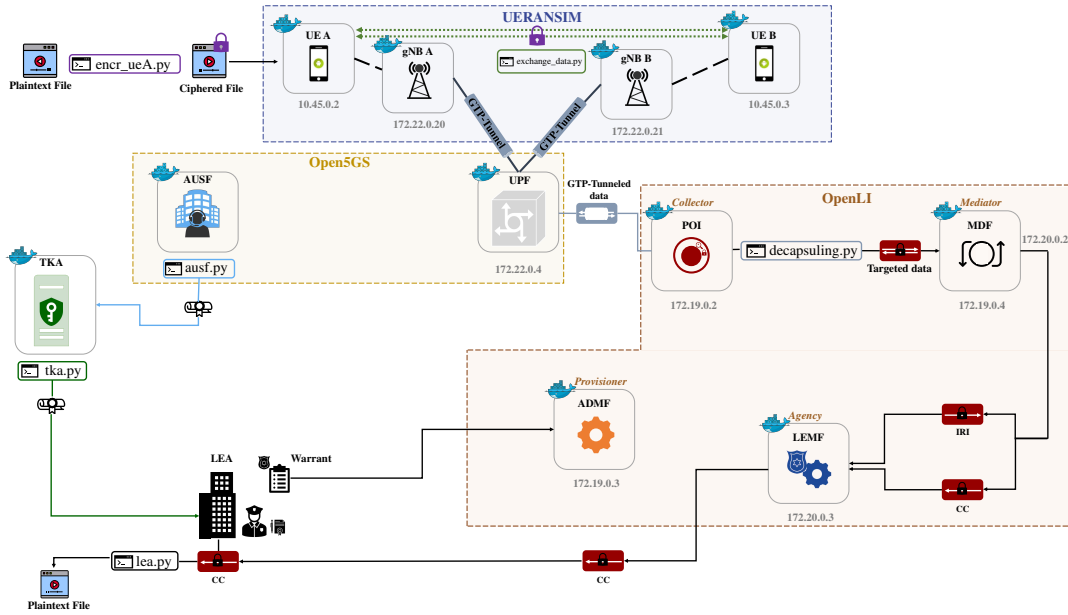 UERANSIM
UE A
gNB A
10.45.0.2
172.22.0.20
exchange_data.py
gNB B
172.22.0.21
UE B
10.45.0.3
Plaintext File
encr_ueA.py
Ciphered File
GTP-Tunnel
GTP-Tunnel
Open5GS
AUSF
ausf.py
UPF
172.22.0.4
GTP-Tunneled
data
OpenLI
Collector
POI
172.19.0.2
decapsuling.py
Targeted data
Mediator
MDF
172.19.0.4
172.20.0.2
TKA
tka.py
Provisioner
ADMF
172.19.0.3
Agency
LEMF
172.20.0.3
IRI
CC
LEA
Warrant
lea.py
CC
CC
Plaintext File